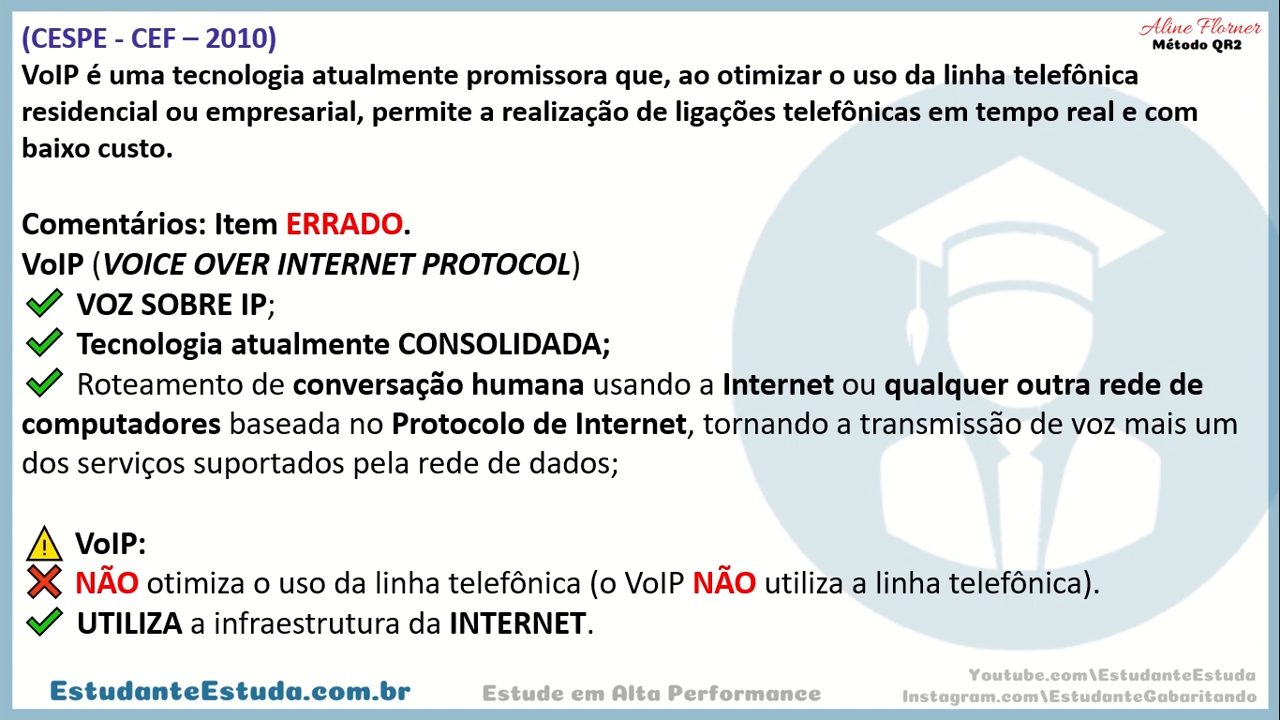 (CESPE - CEF – 2010)
Aline Florner
Método QR2
VoIP é uma tecnologia atualmente promissora que, ao otimizar o uso da linha telefônica
residencial ou empresarial, permite a realização de ligações telefônicas em tempo real e com
baixo custo.
Comentários: Item ERRADO.
VoIP (VOICE OVER INTERNET PROTOCOL)
VOZ SOBRE IP;
Tecnologia atualmente CONSOLIDADA;
Roteamento de conversação humana usando a Internet ou qualquer outra rede de
computadores baseada no Protocolo de Internet, tornando a transmissão de voz mais um
dos serviços suportados pela rede de dados;
VoIP:
NÃO otimiza o uso da linha telefônica (o VoIP NÃO utiliza a linha telefônica).
UTILIZA a infraestrutura da INTERNET.
EstudanteEstuda.com.br
Estude em Alta Performance
Youtube.com\EstudanteEstuda
Instagram.com\EstudanteGabaritando